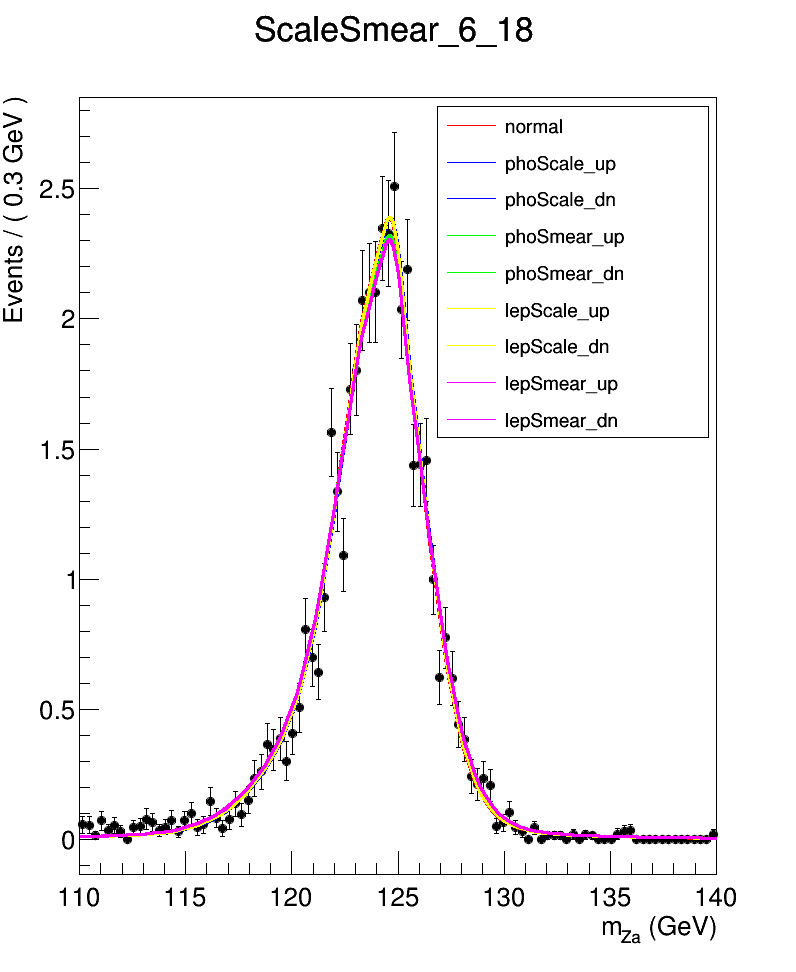 ScaleSmear_6_18
Events / ( 0.3 GeV )
2.5
2
1.5
1
0.5
0
normal
phoScale_up
phoScale_dn
phoSmear_up
phoSmear_dn
lepScale_up
lepScale_dn
lepSmear_up
lepSmear_dn
110 115 120 125 130 135 140
mZa (GeV)